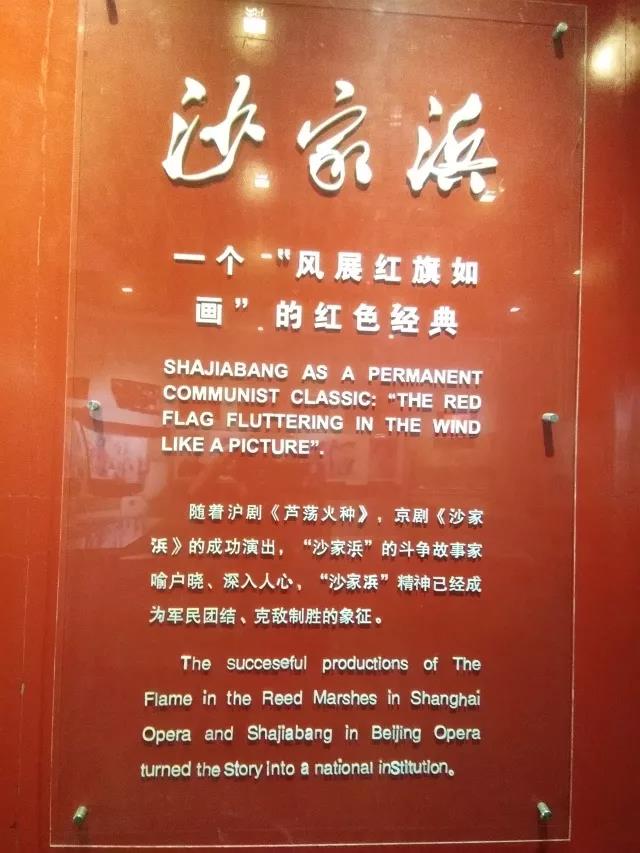 沙家浜
一个“风展红旗如
画”的红色经典
SHAJIABANG AS A PERMANENT
COMMUNIST CLASSIC: “THE RED
FLAG FLUTTERING IN THE WIND
LIKE A PICTURE”.
随着沪剧《芦荡火种》，京剧《沙家
浜》的成功演出，“沙家浜”的斗争故事家
喻户晓、深入人心，“沙家浜”精神已经成
为军民团结、克敌制胜的象征。
The succeseful productions of The
Flame in the Reed Marshes in Shanghai
Opera and Shajiabang in Beijing Opera
turned the Story into a national inStitution。